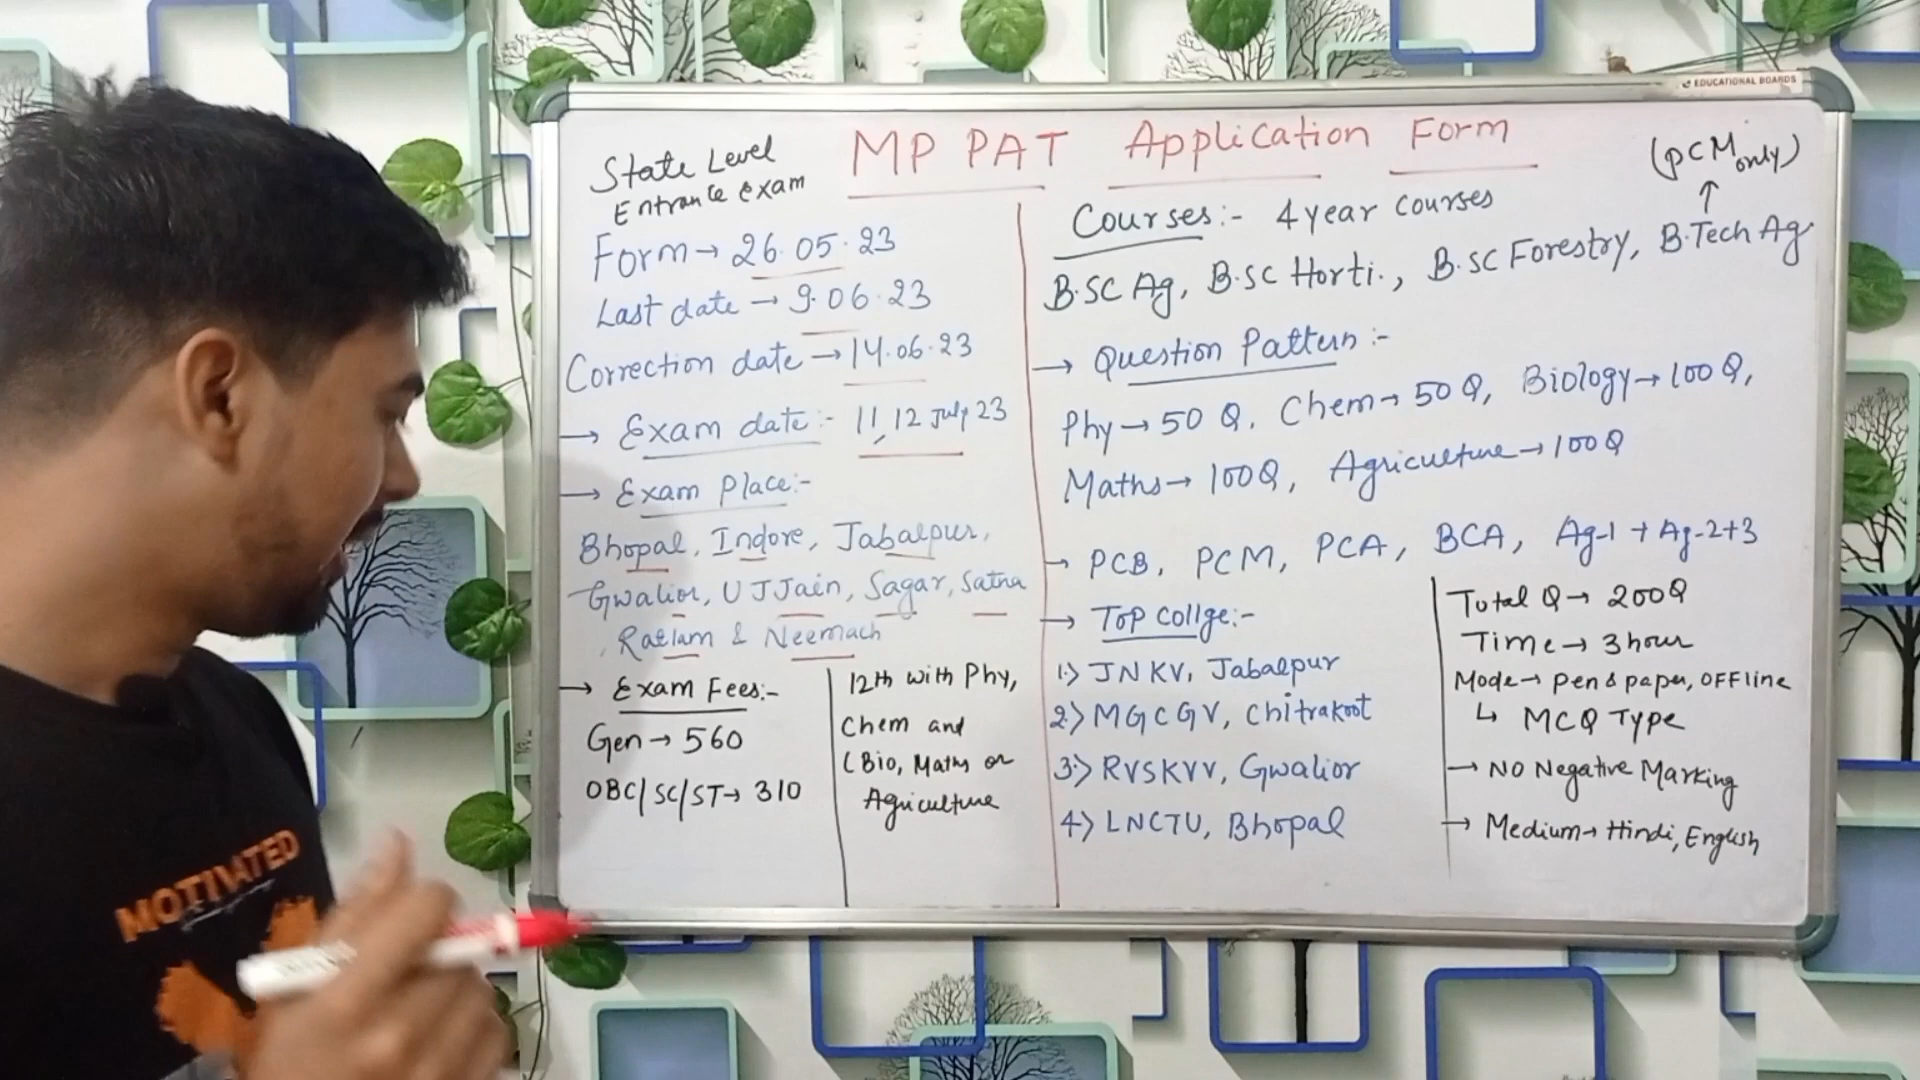 EDUCATIONAL BOARDS
MP PAT Application Form
State Level
Entrance exam
Form → 26.05.23
Last date → 9.06.23
Correction date → 14.06.23
→ Exam date:- 11, 12 July 23
→ Exam Place:-
Bhopal, Indore, Jabalpur,
Gwalior, UJJain, Sagar, Satna
, Ratlam & Neemach
→ Exam Fees:-
Gen → 560
OBC/SC/ST → 310
12th with Phy,
Chem and
(Bio, Maths or
Agriculture
(PCM only)
↑
Courses:- 4 year courses
B.SC Ag, B.SC Horti., B.SC Forestry, B.Tech Ag.
→ Question Pattern:-
Phy → 50 Q. Chem → 50 Q, Biology → 100 Q,
Maths → 100Q, Agriculture → 100Q
→ PCB, PCM, PCA, BCA, Ag-1 + Ag-2+3
→ Top Collge:-
1.) JNKV, Jabalpur
2.) MGCGV, Chitrakoot
3.) RVSKVV, Gwalior
4.) LNCTU, Bhopal
Total Q → 200Q
Time → 3 hour
Mode → Pen & paper, OFFline
↳ MCQ Type
→ NO Negative Marking
→ Medium → Hindi, English
MOTIVATED